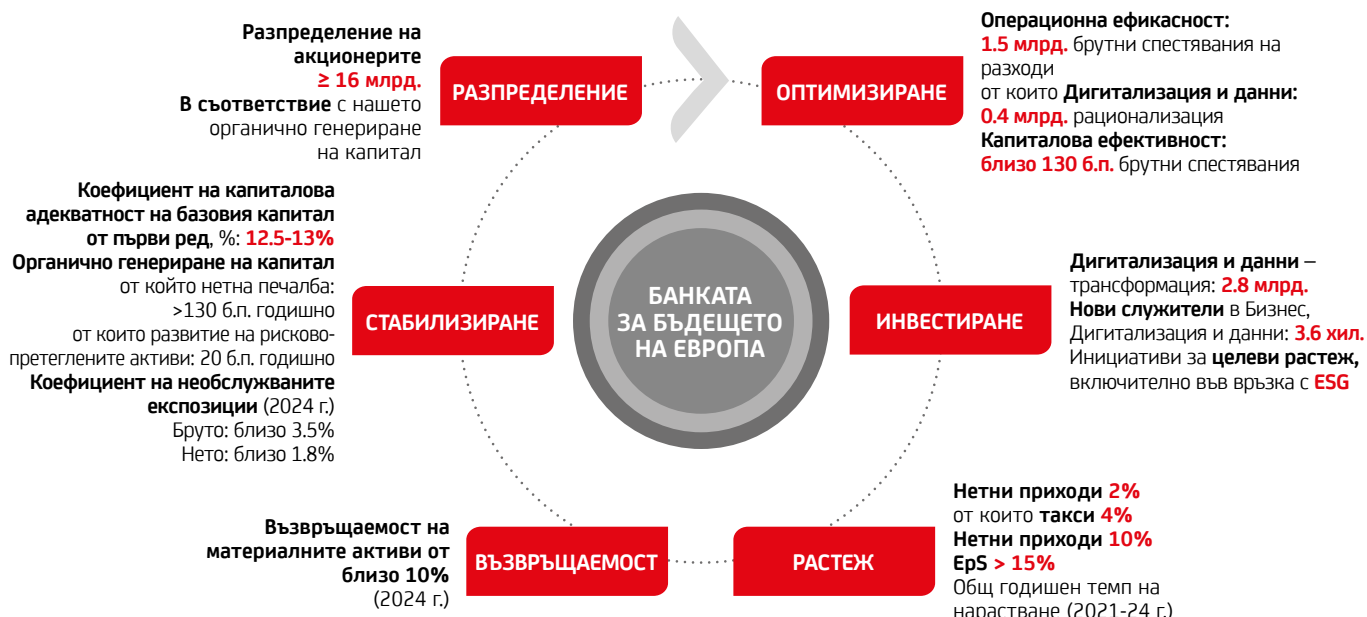 Разпределение на
акционерите
≥ 16 млрд.
В съответствие с нашето
органично генериране
на капитал
РАЗПРЕДЕЛЕНИЕ
ОПТИМИЗИРАНЕ
Операционна ефикасност:
1.5 млрд. брутни спестявания на
разходи
от които Дигитализация и данни:
0.4 млрд. рационализация
Капиталова ефективност:
близо 130 б.п. брутни спестявания
Коефициент на капиталова
адекватност на базовия капитал
от първи ред, %: 12.5-13%
Органично генериране на капитал
от който нетна печалба:
>130 б.п. годишно
от които развитие на рисково-
претеглените активи: 20 б.п. годишно
Коефициент на необслужваните
експозиции (2024 г.)
Бруто: близо 3.5%
Нето: близо 1.8%
СТАБИЛИЗИРАНЕ
БАНКАТА
ЗА БЪДЕЩЕТО
НА ЕВРОПА
ИНВЕСТИРАНЕ
Дигитализация и данни –
трансформация: 2.8 млрд.
Нови служители в Бизнес,
Дигитализация и данни: 3.6 хил.
Инициативи за целеви растеж,
включително във връзка с ESG
Възвръщаемост на
материалните активи от
близо 10%
(2024 г.)
ВЪЗВРЪЩАЕМОСТ
РАСТЕЖ
Нетни приходи 2%
от които такси 4%
Нетни приходи 10%
EpS > 15%
Общ годишен темп на
нарастване (2021-24 г.)